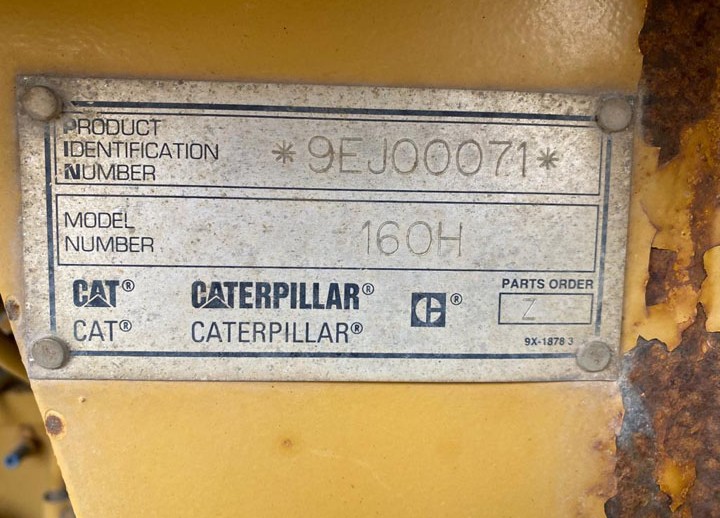 PRODUCT
IDENTIFICATION
NUMBER
*9EJ00071*
MODEL
NUMBER
160H
CAT® CATERPILLAR® C®
PARTS ORDER
Z
CAT® CATERPILLAR®
9X-1878 3